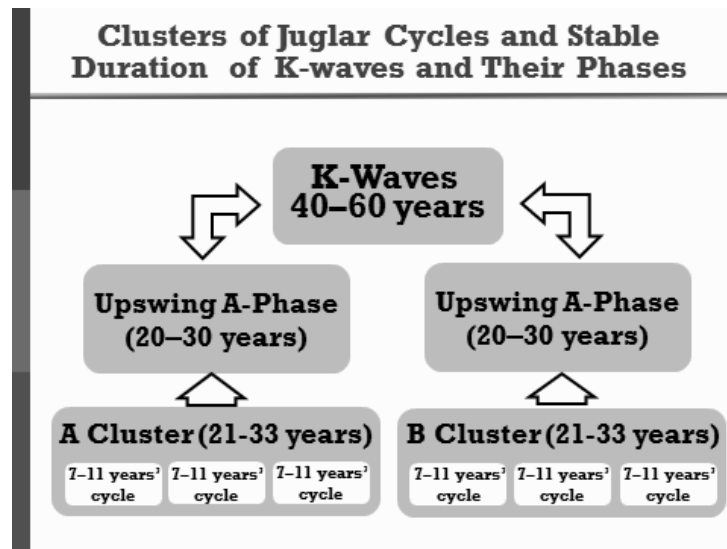 Clusters of Juglar Cycles and Stable
Duration of K-waves and Their Phases
K-Waves
40–60 years
Upswing A-Phase
(20–30 years)
Upswing A-Phase
(20–30 years)
A Cluster (21-33 years)
7–11 years’
cycle
7–11 years’
cycle
7–11 years’
cycle
B Cluster (21-33 years)
7–11 years’
cycle
7–11 years’
cycle
7–11 years’
cycle